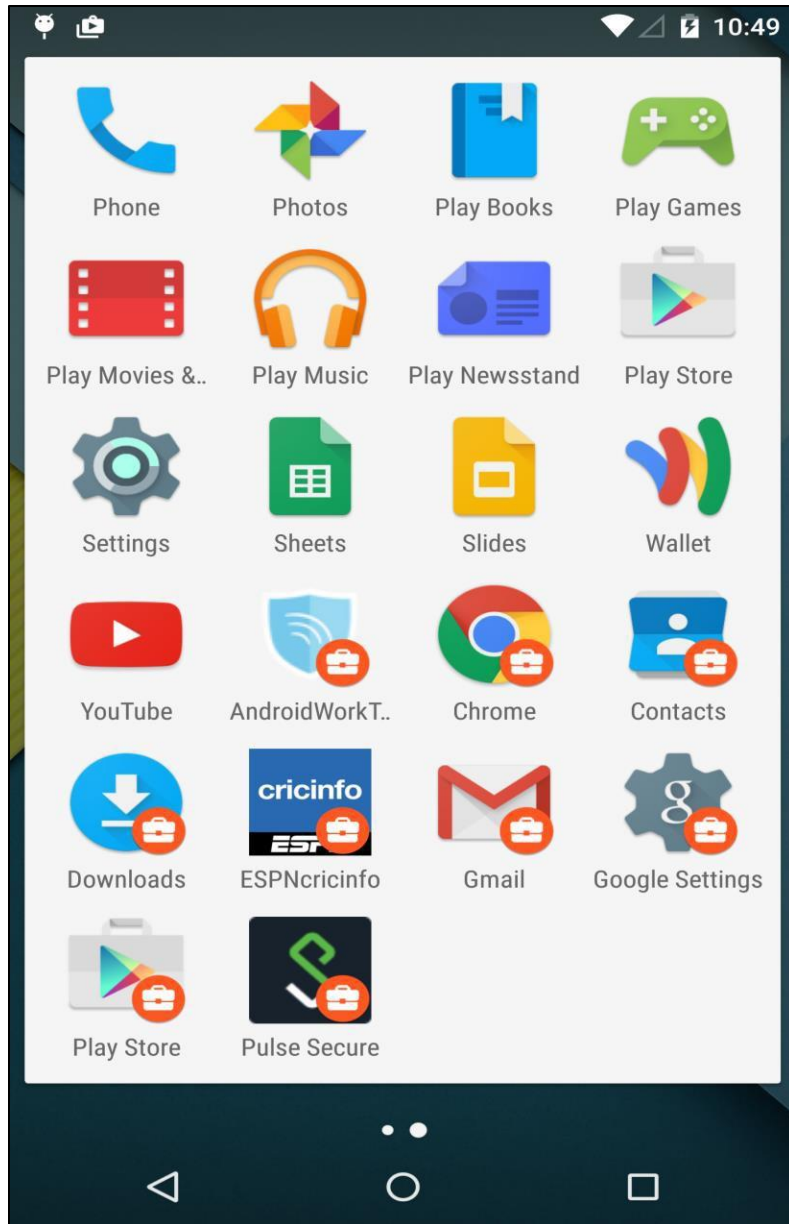 10:49
Phone Photos Play Books Play Games
Play Movies &.. Play Music Play Newsstand Play Store
Settings Sheets Slides Wallet
YouTube AndroidWorkT.. Chrome Contacts
cricinfo
Downloads ESPNcricinfo Gmail Google Settings
Play Store Pulse Secure